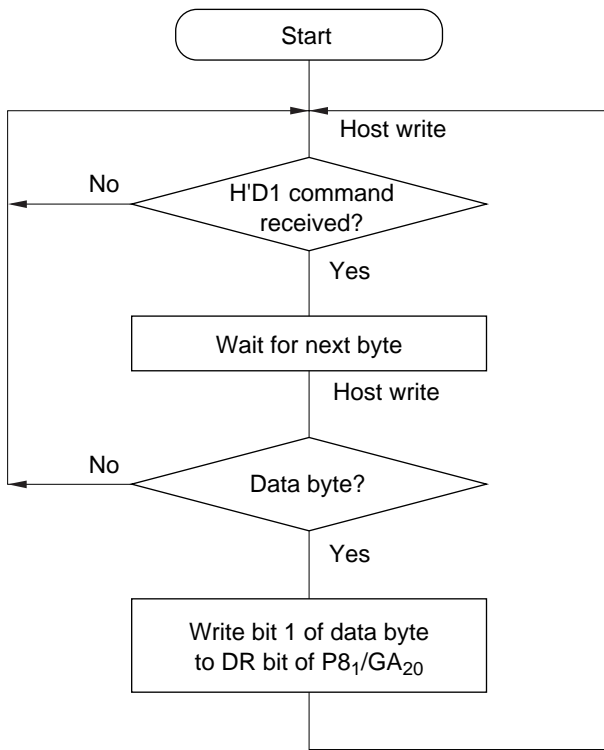 Start
Host write
No
H'D1 command
received?
Yes
Wait for next byte
Host write
No
Data byte?
Yes
Write bit 1 of data byte
to DR bit of P8₁/GA₂₀